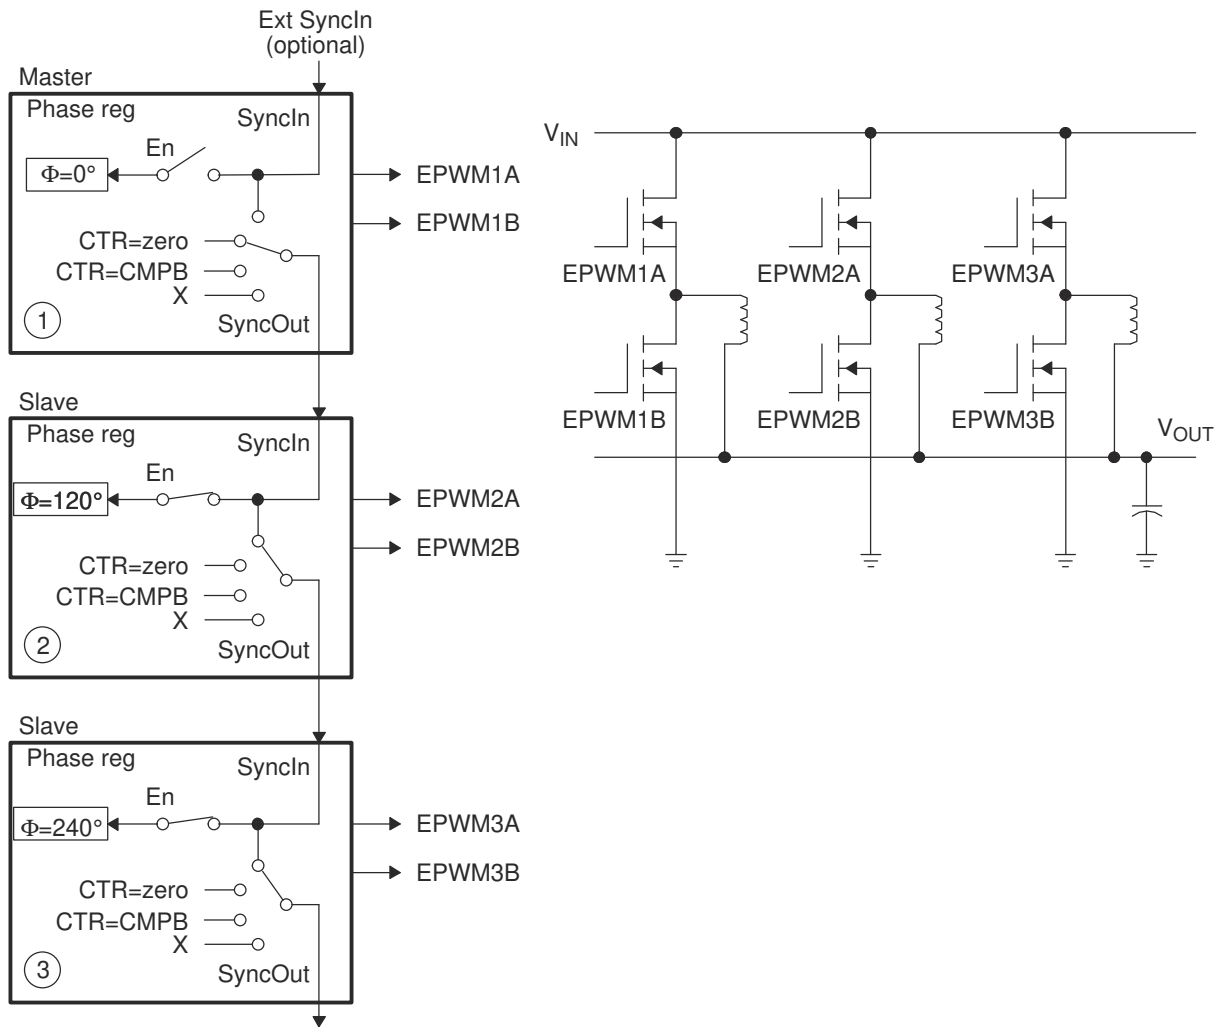 Ext SyncIn
(optional)
Master
Phase reg
SyncIn
En
Φ=0°
EPWM1A
EPWM1B
CTR=zero
CTR=CMPB
X
1
SyncOut
Slave
Phase reg
SyncIn
En
Φ=120°
EPWM2A
EPWM2B
CTR=zero
CTR=CMPB
X
2
SyncOut
Slave
Phase reg
SyncIn
En
Φ=240°
EPWM3A
EPWM3B
CTR=zero
CTR=CMPB
X
3
SyncOut
VIN
EPWM1A
EPWM2A
EPWM3A
EPWM1B
EPWM2B
EPWM3B
VOUT